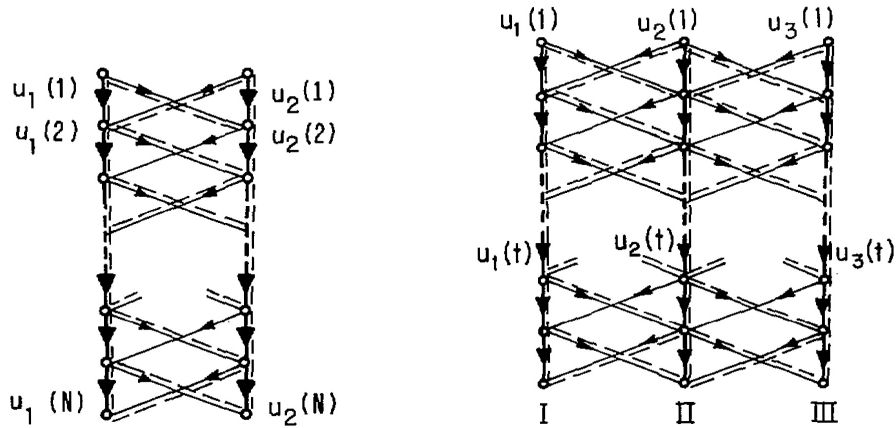 u₁(1) u₂(1)
u₁(2) u₂(2)
u₁(N) u₂(N)
u₁(1) u₂(1) u₃(1)
u₁(t) u₂(t) u₃(t)
I II III